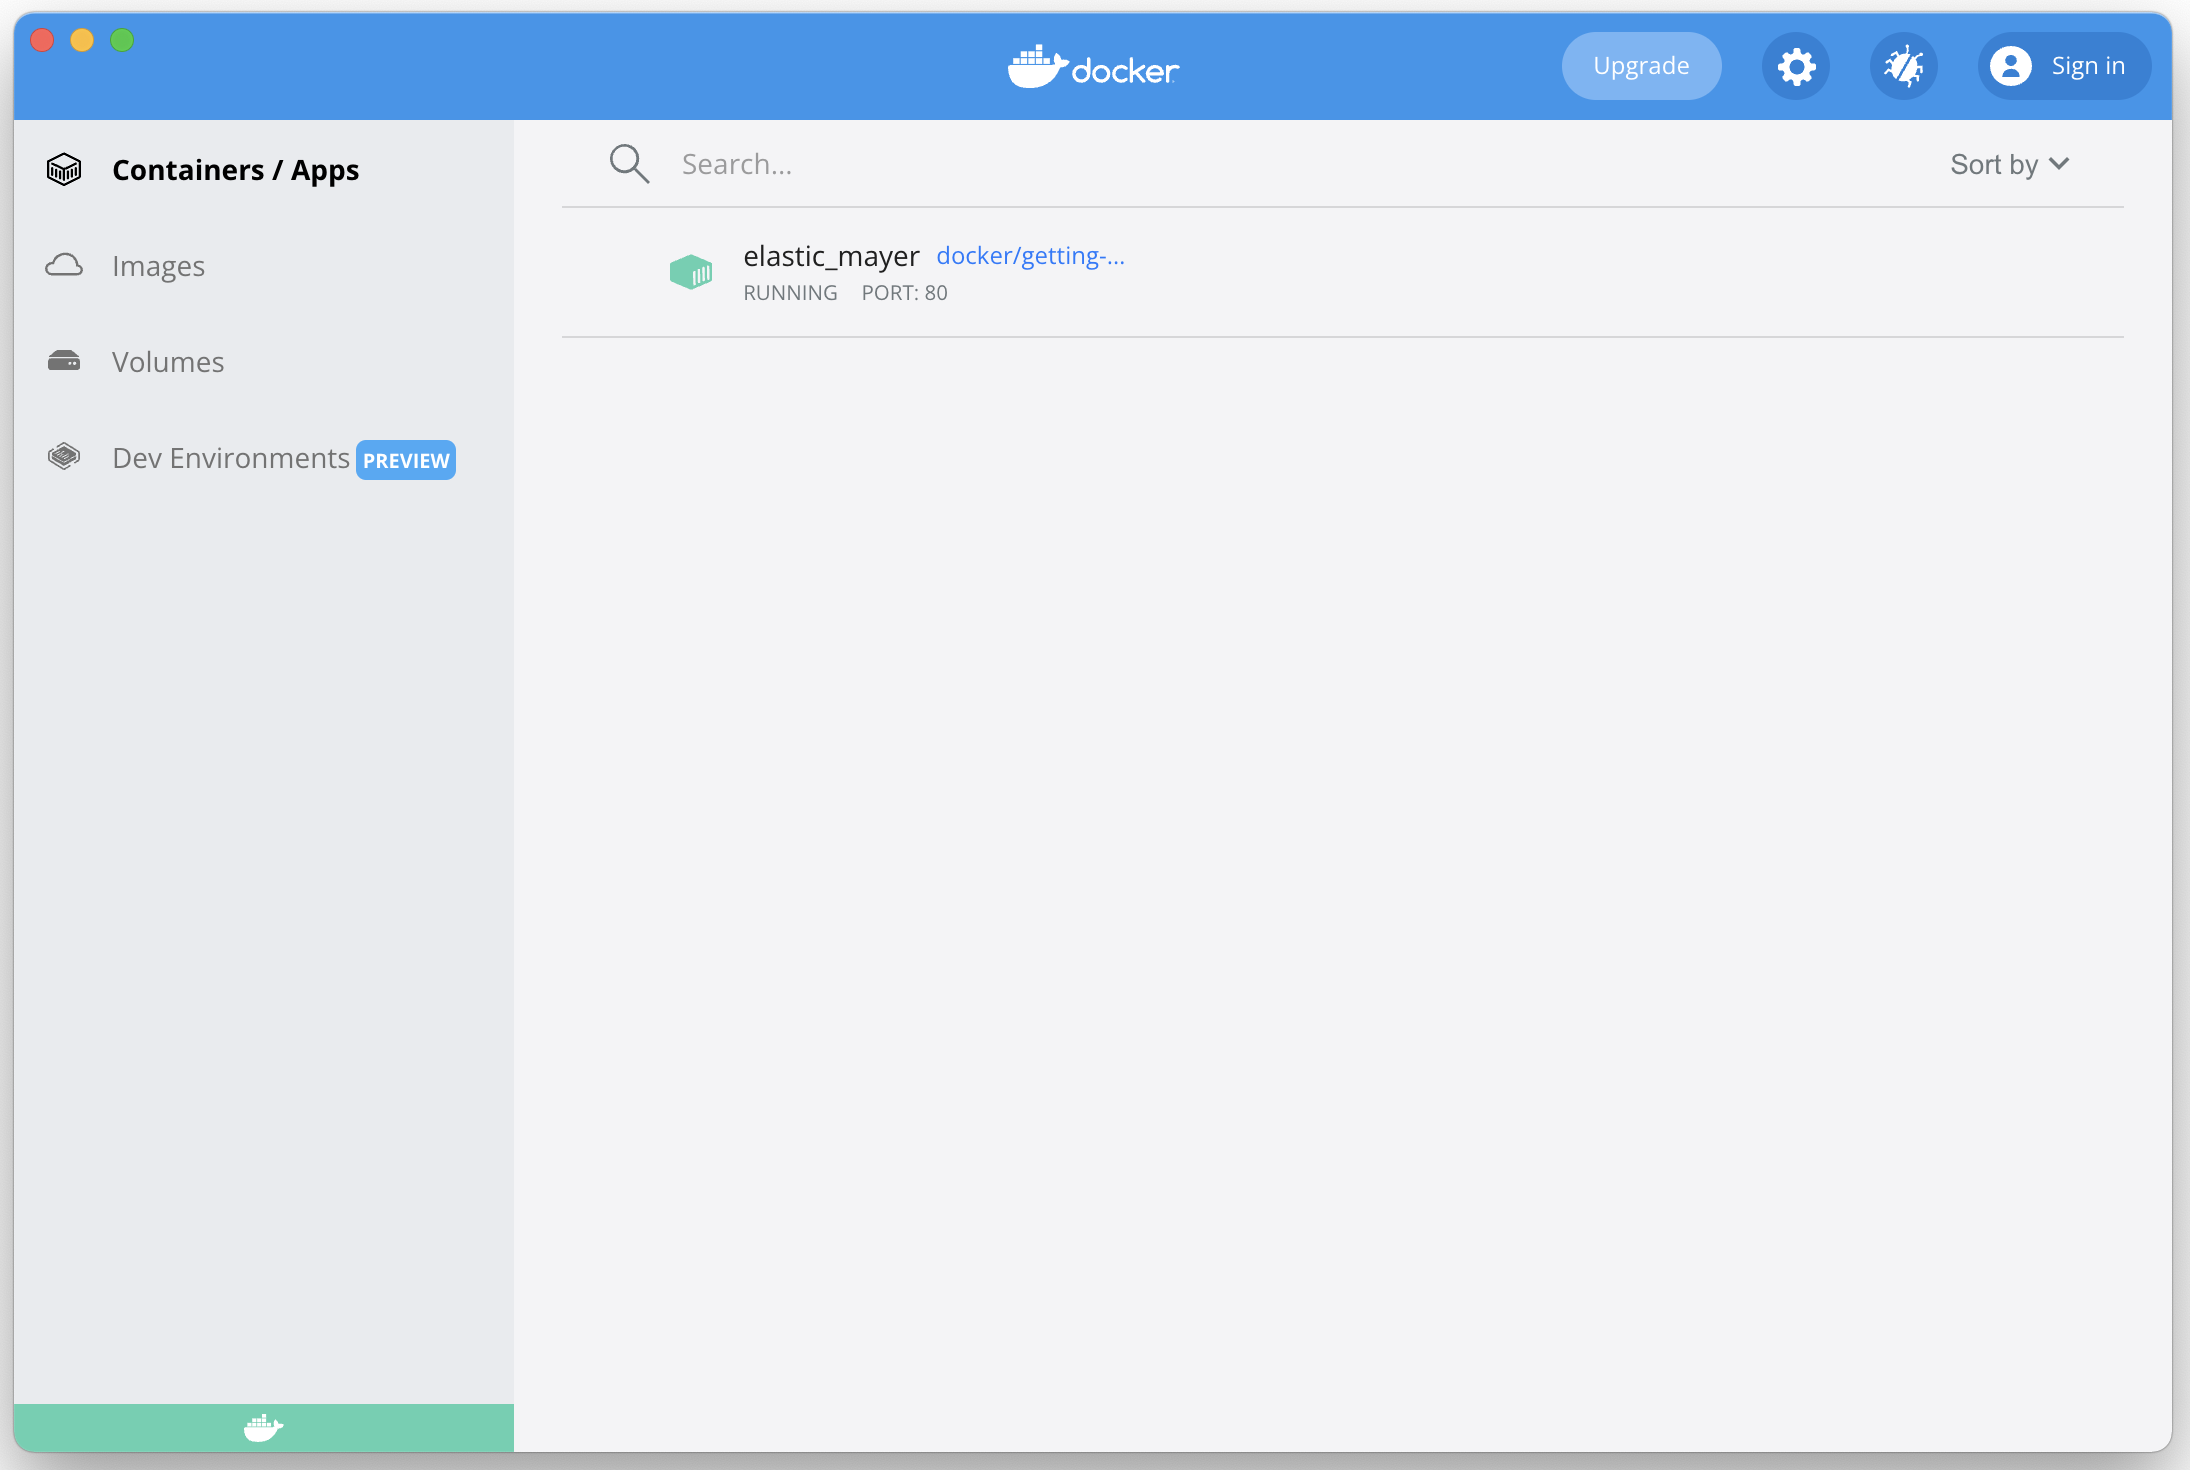 docker
Upgrade
Sign in
Containers / Apps
Images
Volumes
Dev Environments PREVIEW
Search...
Sort by
elastic_mayer docker/getting-...
RUNNING PORT: 80